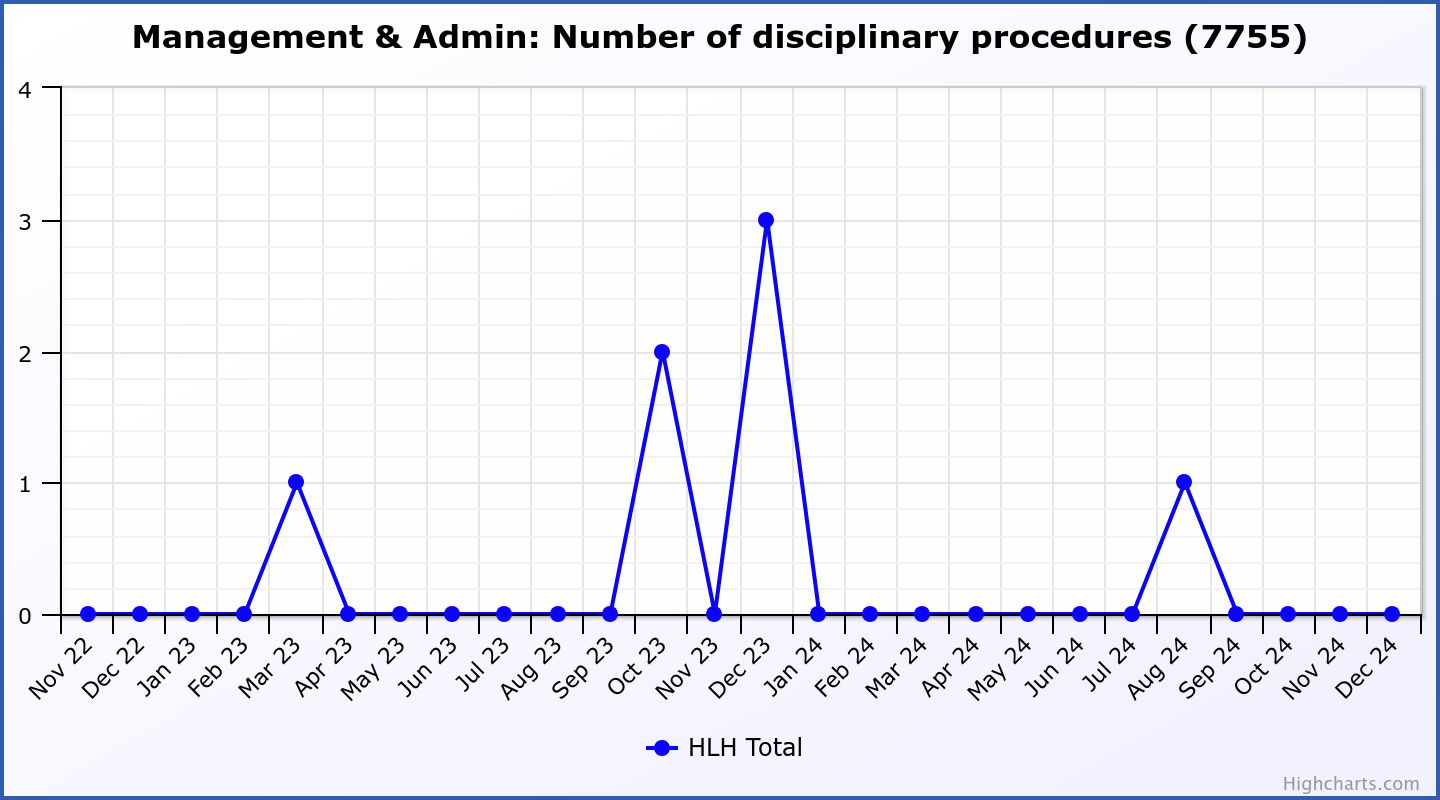 Management & Admin: Number of disciplinary procedures (7755)
4
3
2
1
0
Nov 22
Dec 22
Jan 23
Feb 23
Mar 23
Apr 23
May 23
Jun 23
Jul 23
Aug 23
Sep 23
Oct 23
Nov 23
Dec 23
Jan 24
Feb 24
Mar 24
Apr 24
May 24
Jun 24
Jul 24
Aug 24
Sep 24
Oct 24
Nov 24
Dec 24
HLH Total
Highcharts.com